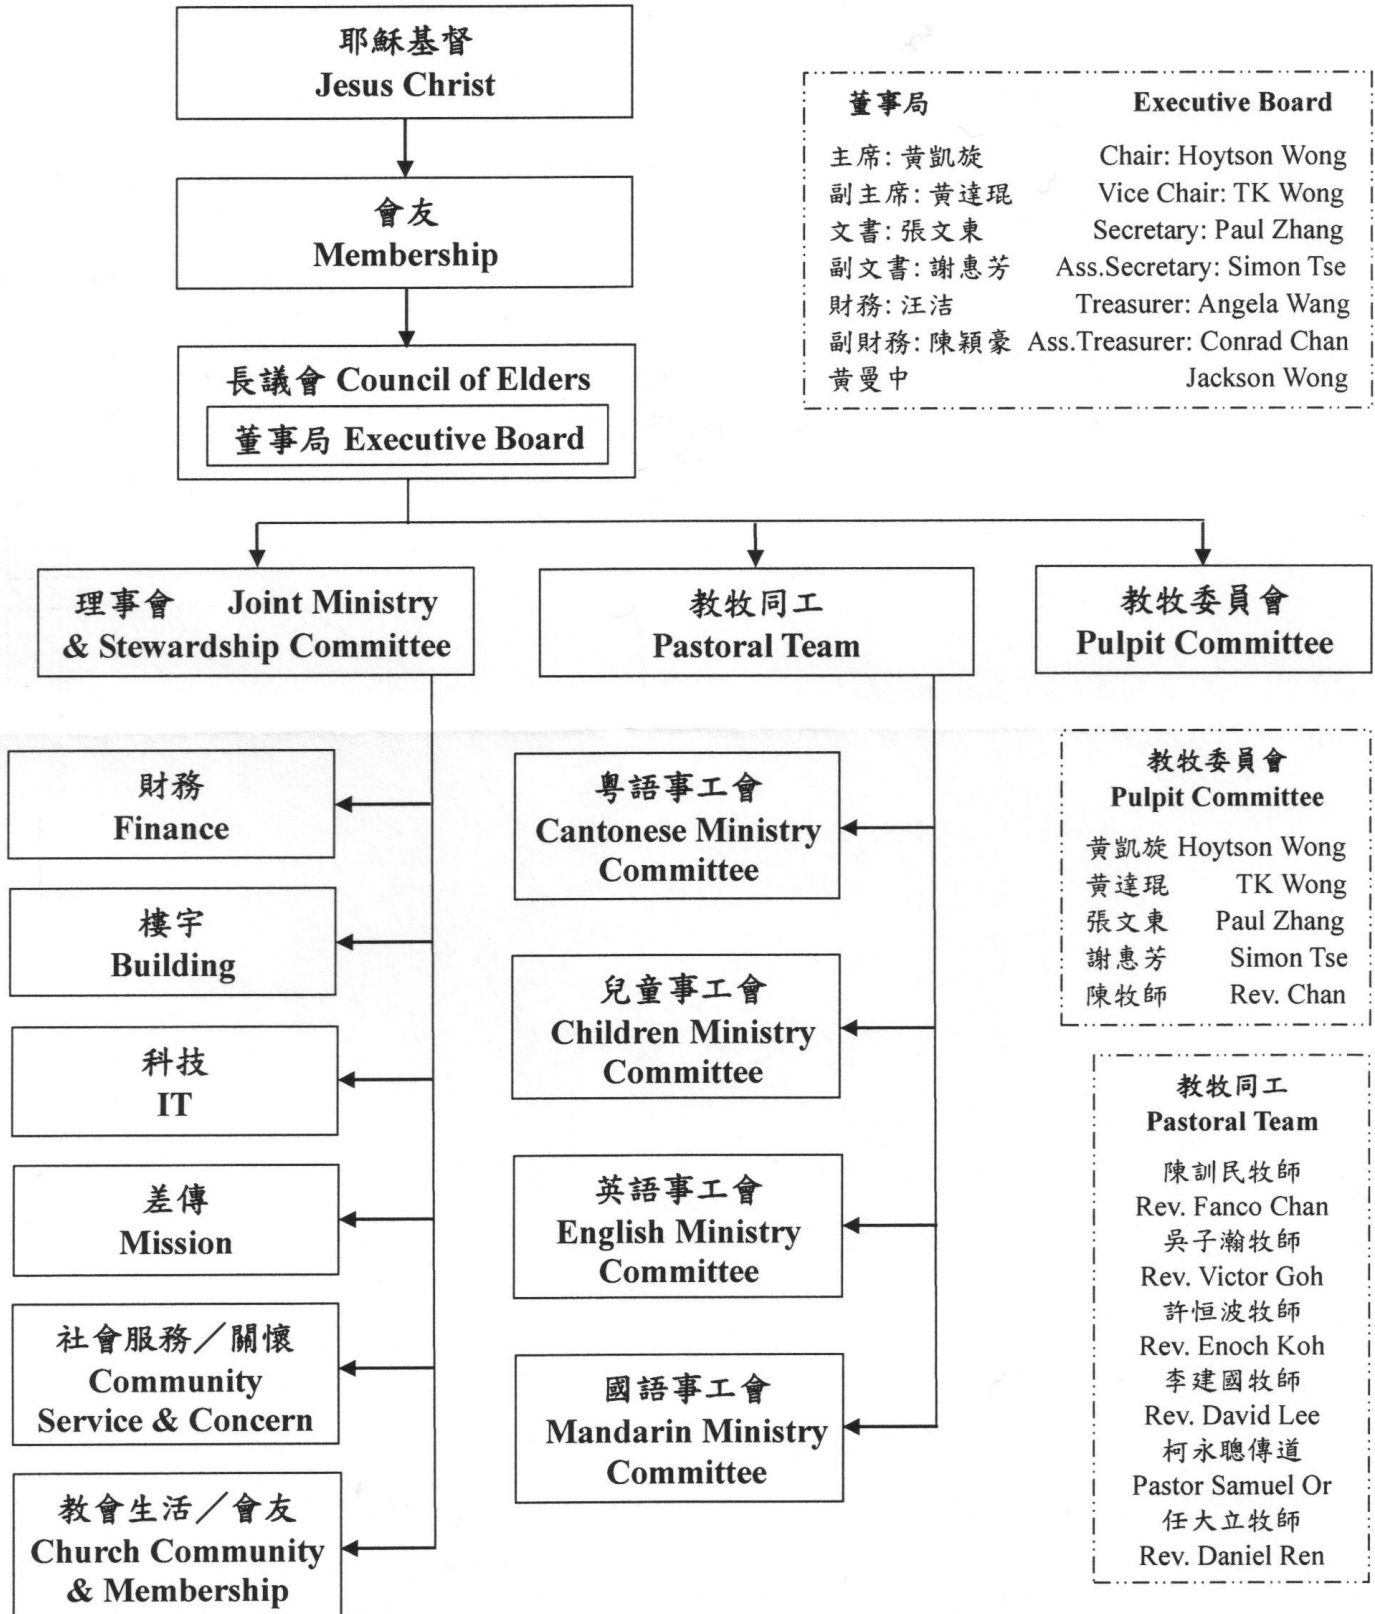 耶穌基督
Jesus Christ
會友
Membership
長議會 Council of Elders
董事局 Executive Board
董事局 Executive Board
主席: 黃凱旋 Chair: Hoytson Wong
副主席: 黃達琨 Vice Chair: TK Wong
文書: 張文東 Secretary: Paul Zhang
副文書: 謝惠芳 Ass.Secretary: Simon Tse
財務: 汪洁 Treasurer: Angela Wang
副財務: 陳穎豪 Ass.Treasurer: Conrad Chan
黃曼中 Jackson Wong
理事會 Joint Ministry
& Stewardship Committee
教牧同工
Pastoral Team
教牧委員會
Pulpit Committee
財務
Finance
樓宇
Building
科技
IT
差傳
Mission
社會服務／關懷
Community
Service & Concern
教會生活／會友
Church Community
& Membership
粵語事工會
Cantonese Ministry
Committee
兒童事工會
Children Ministry
Committee
英語事工會
English Ministry
Committee
國語事工會
Mandarin Ministry
Committee
教牧委員會
Pulpit Committee
黃凱旋 Hoytson Wong
黃達琨 TK Wong
張文東 Paul Zhang
謝惠芳 Simon Tse
陳牧師 Rev. Chan
教牧同工
Pastoral Team
陳訓民牧師
Rev. Fanco Chan
吳子瀚牧師
Rev. Victor Goh
許恒波牧師
Rev. Enoch Koh
李建國牧師
Rev. David Lee
柯永聰傳道
Pastor Samuel Or
任大立牧師
Rev. Daniel Ren